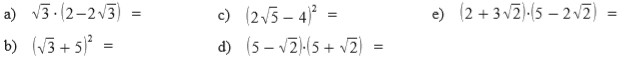 a) √3 · (2−2√3) = c) (2√5 − 4)² = e) (2 + 3√2)·(5 − 2√2) =
b) (√3 + 5)² = d) (5 − √2)·(5 + √2) =